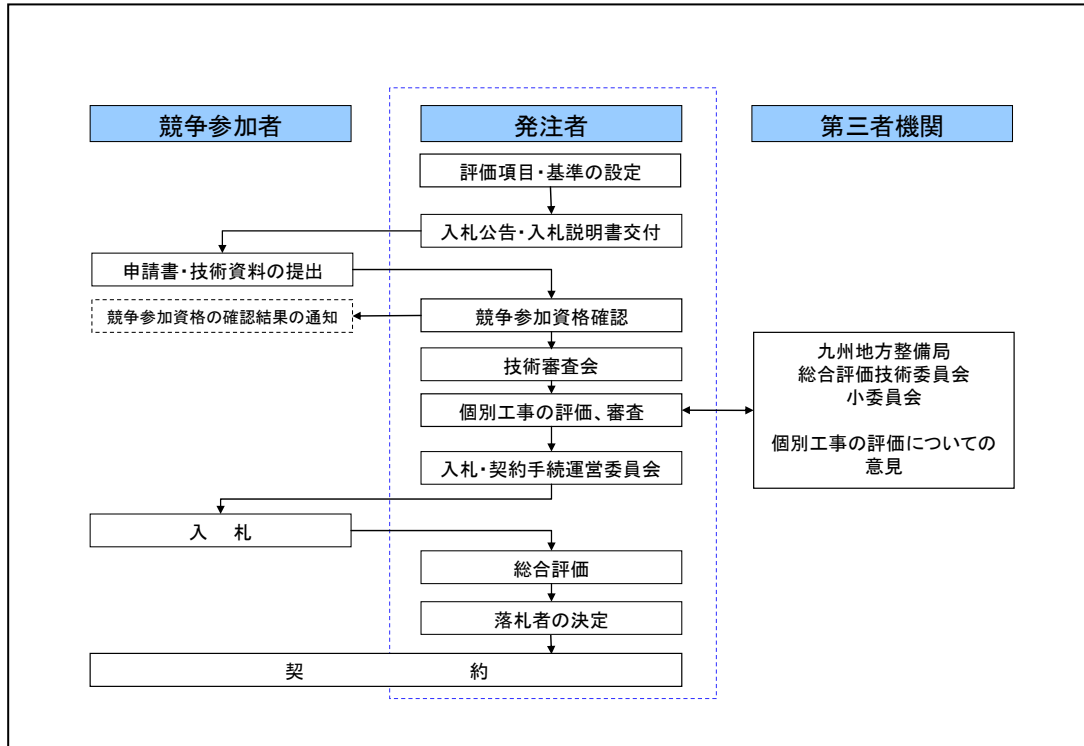 競争参加者
発注者
第三者機関
評価項目・基準の設定
入札公告・入札説明書交付
申請書・技術資料の提出
競争参加資格の確認結果の通知
競争参加資格確認
技術審査会
個別工事の評価、審査
九州地方整備局
総合評価技術委員会
小委員会
個別工事の評価についての
意見
入札・契約手続運営委員会
入 札
総合評価
落札者の決定
契 約